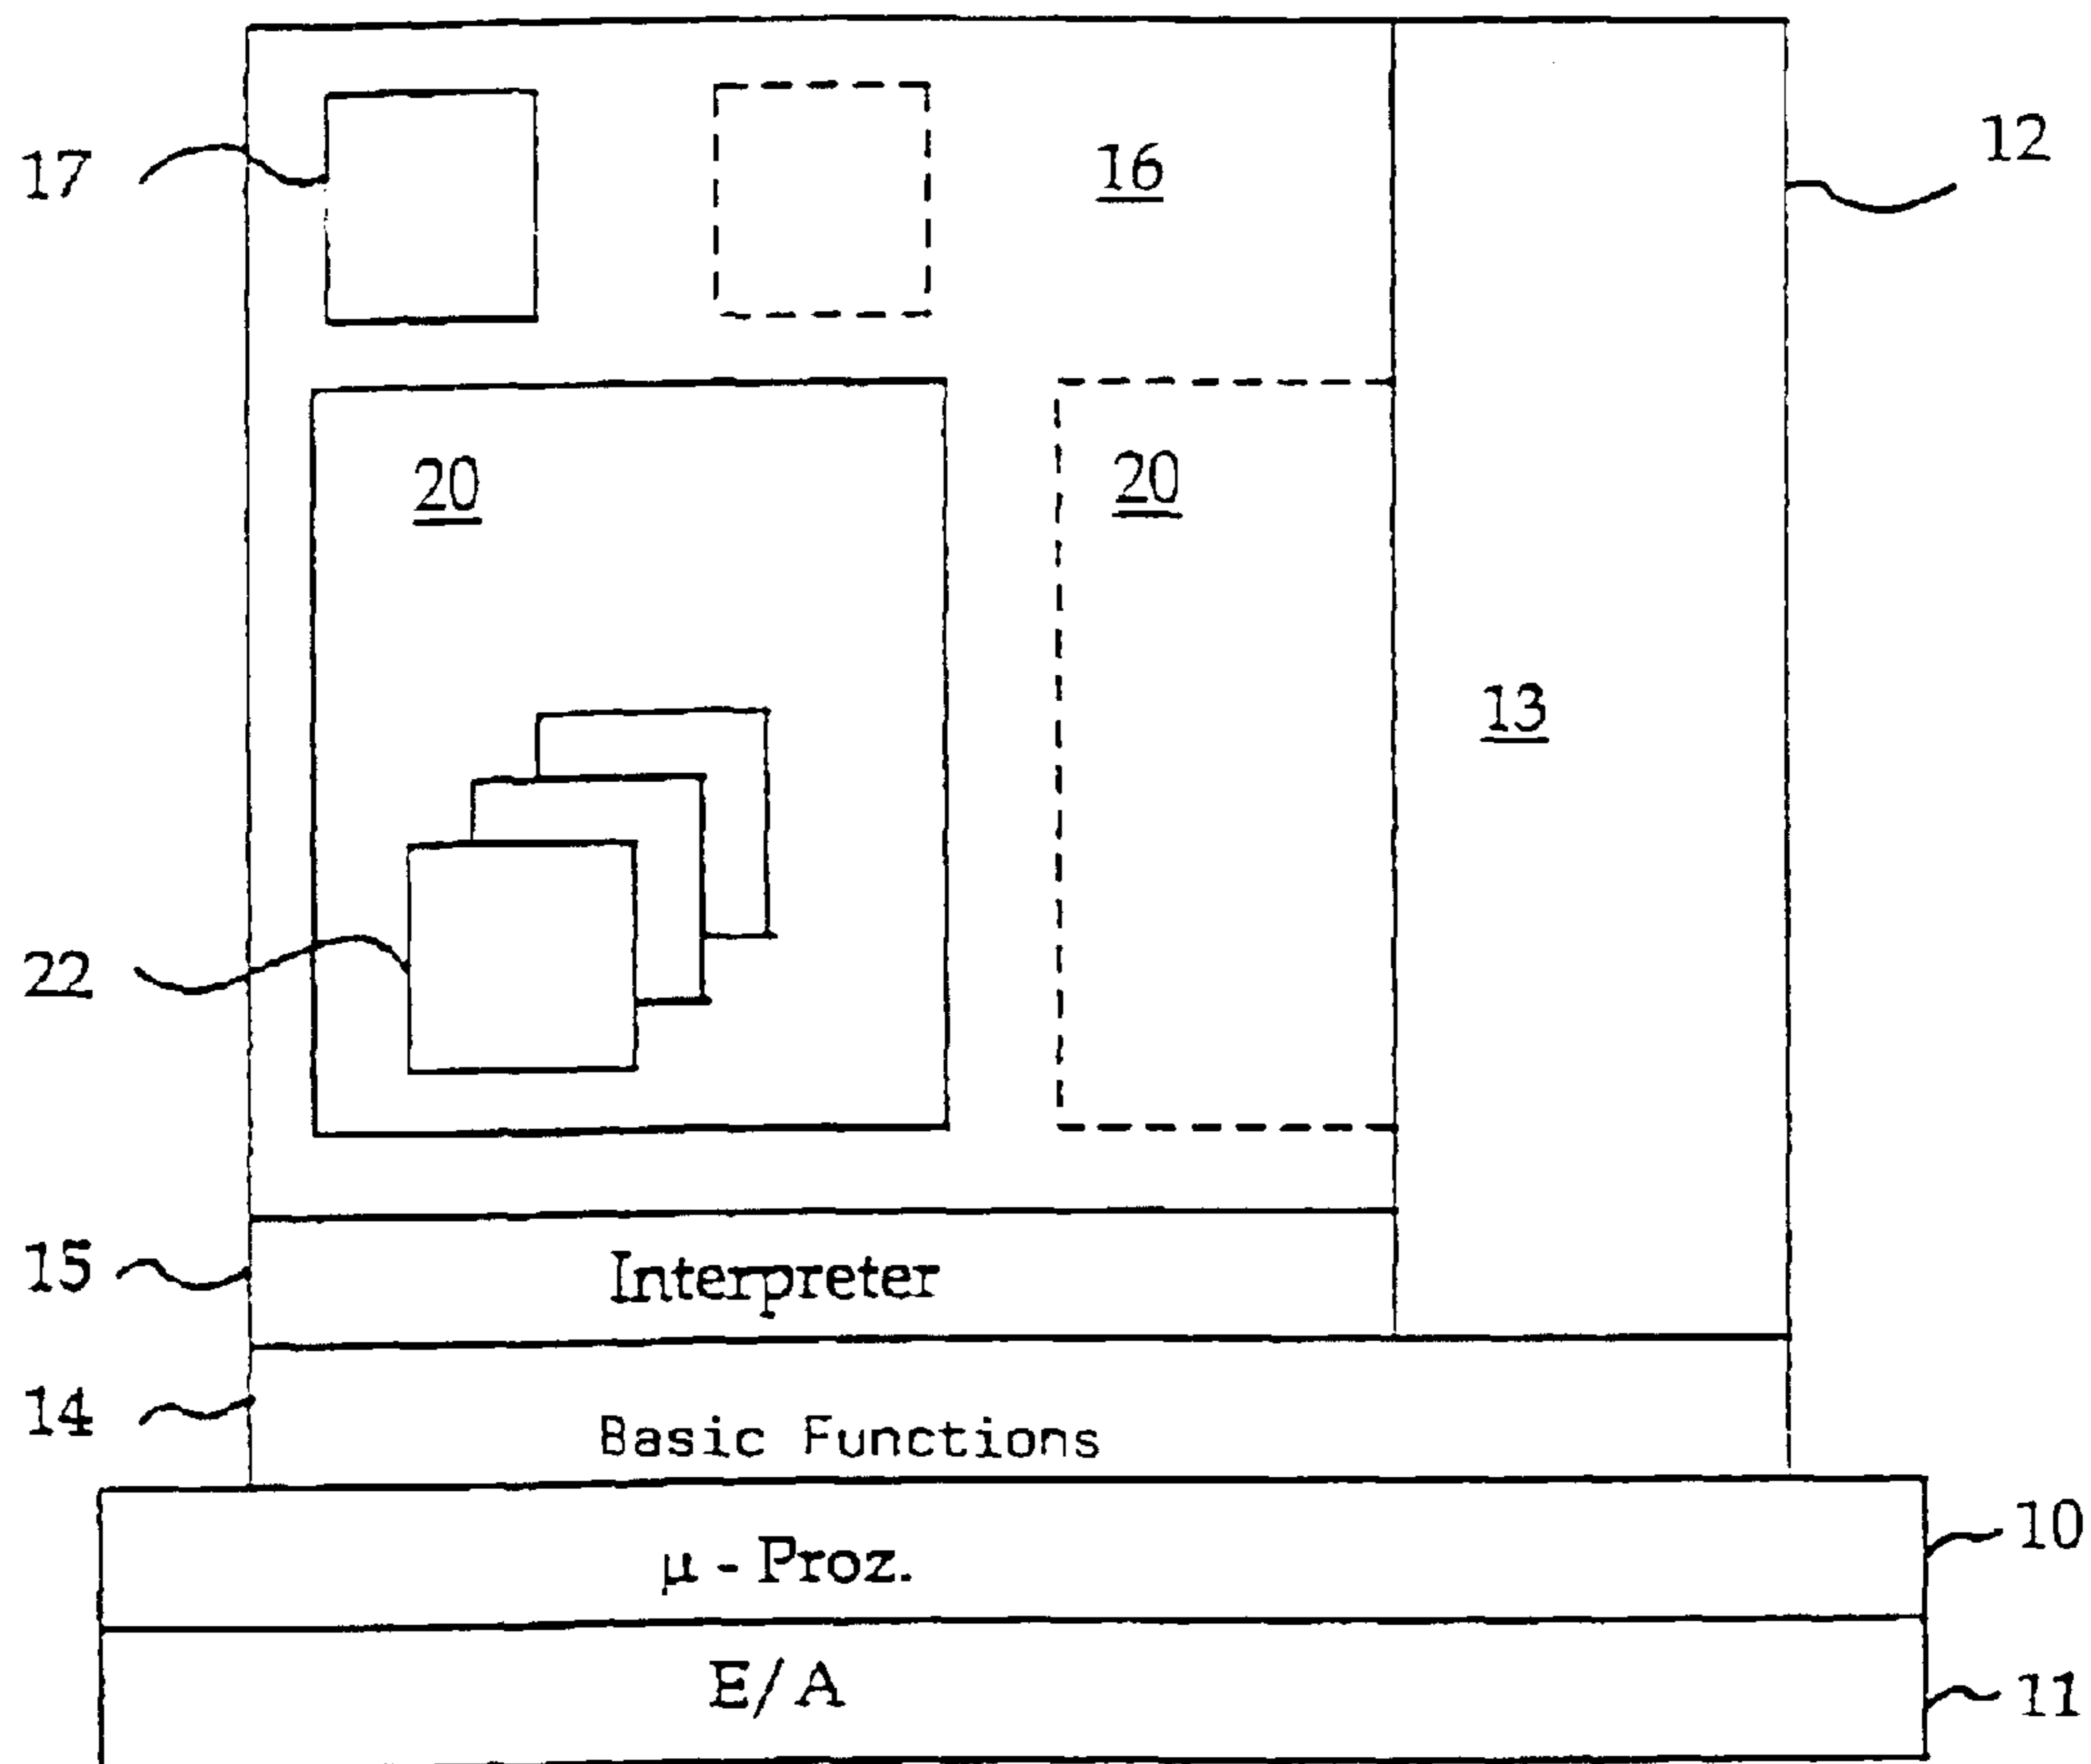 12
17
16
20
20
13
22
15
Interpreter
14
Basic Functions
10
µ - Proz.
E/A
11